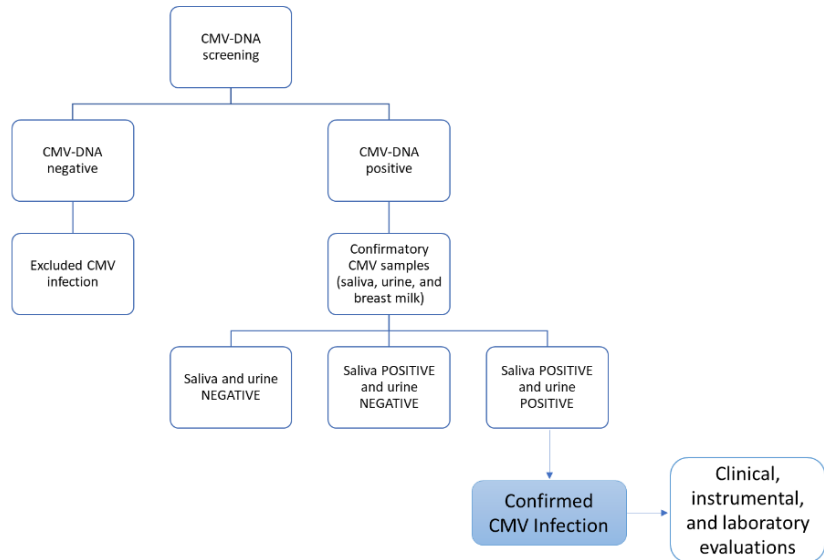 CMV-DNA
screening
CMV-DNA
negative
CMV-DNA
positive
Excluded CMV
infection
Confirmatory
CMV samples
(saliva, urine, and
breast milk)
Saliva and urine
NEGATIVE
Saliva POSITIVE
and urine
NEGATIVE
Saliva POSITIVE
and urine
POSITIVE
Confirmed
CMV Infection
Clinical,
instrumental,
and laboratory
evaluations